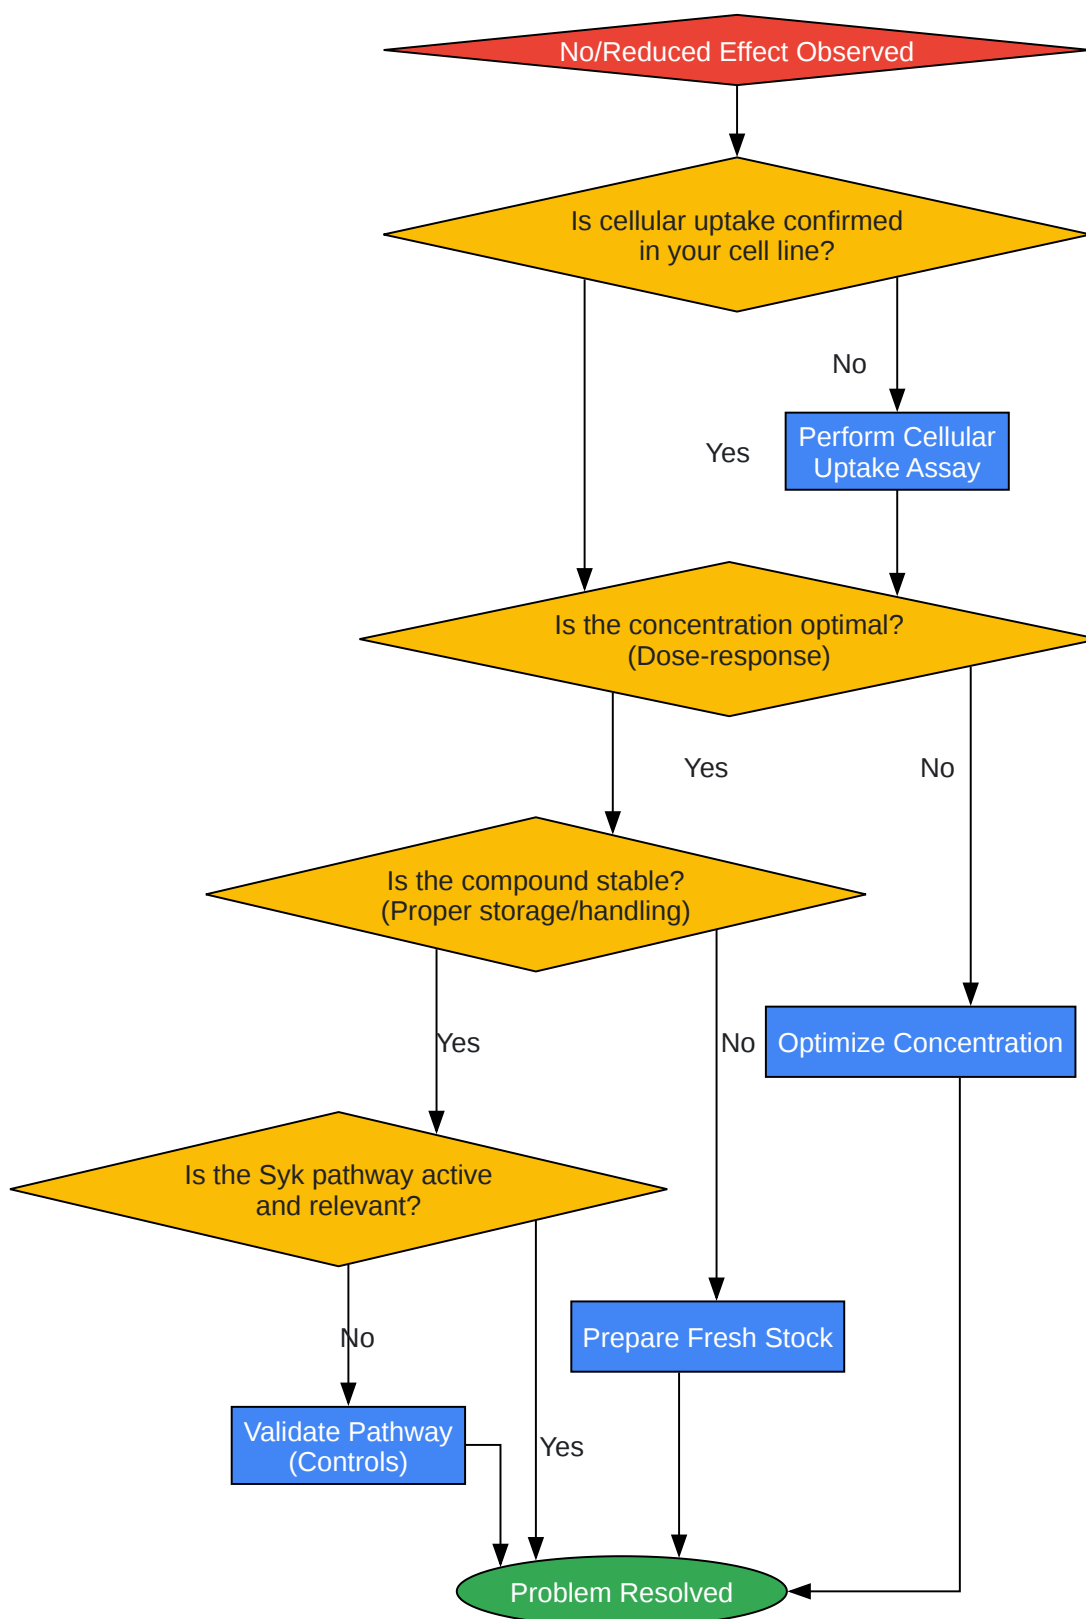 No/Reduced Effect Observed
Is cellular uptake confirmed
in your cell line?
No
Yes
Perform Cellular
Uptake Assay
Is the concentration optimal?
(Dose-response)
Yes
No
Is the compound stable?
(Proper storage/handling)
Yes
No
Optimize Concentration
Is the Syk pathway active
and relevant?
No
Prepare Fresh Stock
Validate Pathway
(Controls)
Yes
Problem Resolved